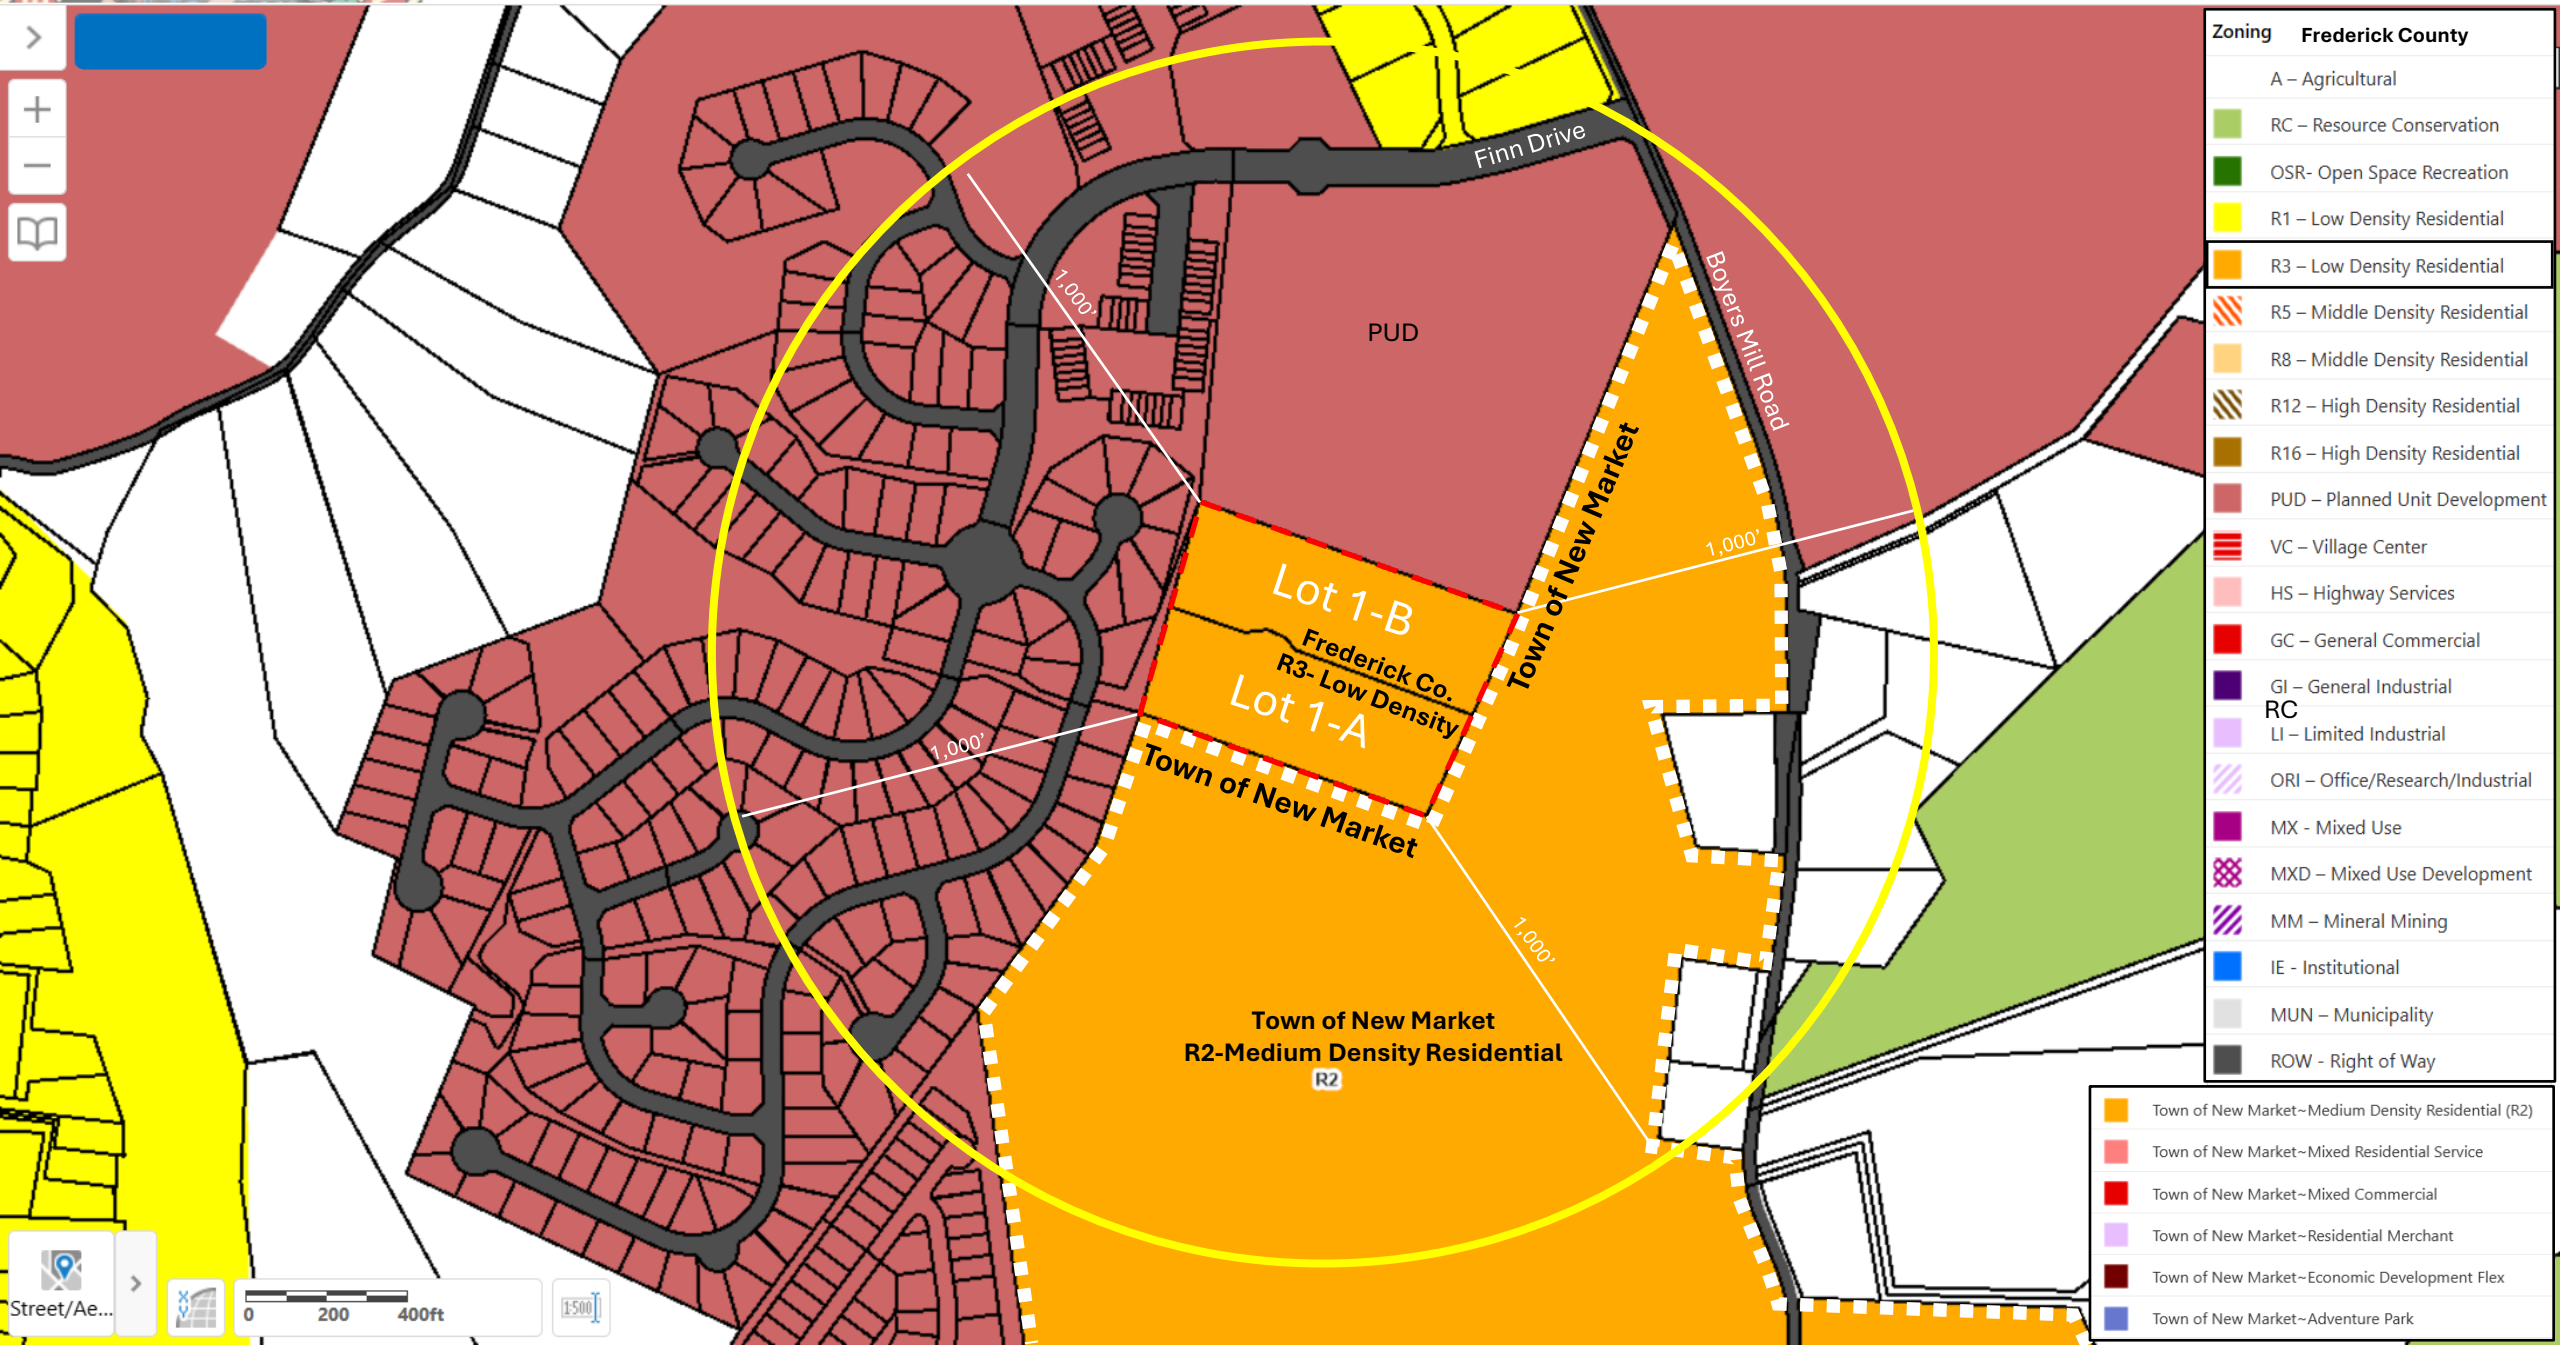 Finn Drive
Boyers Mill Road
1,000'
PUD
Town of New Market
1,000'
Lot 1-B
Frederick Co.
R3- Low Density
Lot 1-A
1,000'
Town of New Market
1,000'
Town of New Market
R2-Medium Density Residential
R2
Street/Ae...
X
Y
0 200 400ft
1:500
Zoning Frederick County
A – Agricultural
RC – Resource Conservation
OSR- Open Space Recreation
R1 – Low Density Residential
R3 – Low Density Residential
R5 – Middle Density Residential
R8 – Middle Density Residential
R12 – High Density Residential
R16 – High Density Residential
PUD – Planned Unit Development
VC – Village Center
HS – Highway Services
GC – General Commercial
GI – General Industrial
RC
LI – Limited Industrial
ORI – Office/Research/Industrial
MX - Mixed Use
MXD – Mixed Use Development
MM – Mineral Mining
IE - Institutional
MUN – Municipality
ROW - Right of Way
Town of New Market~Medium Density Residential (R2)
Town of New Market~Mixed Residential Service
Town of New Market~Mixed Commercial
Town of New Market~Residential Merchant
Town of New Market~Economic Development Flex
Town of New Market~Adventure Park